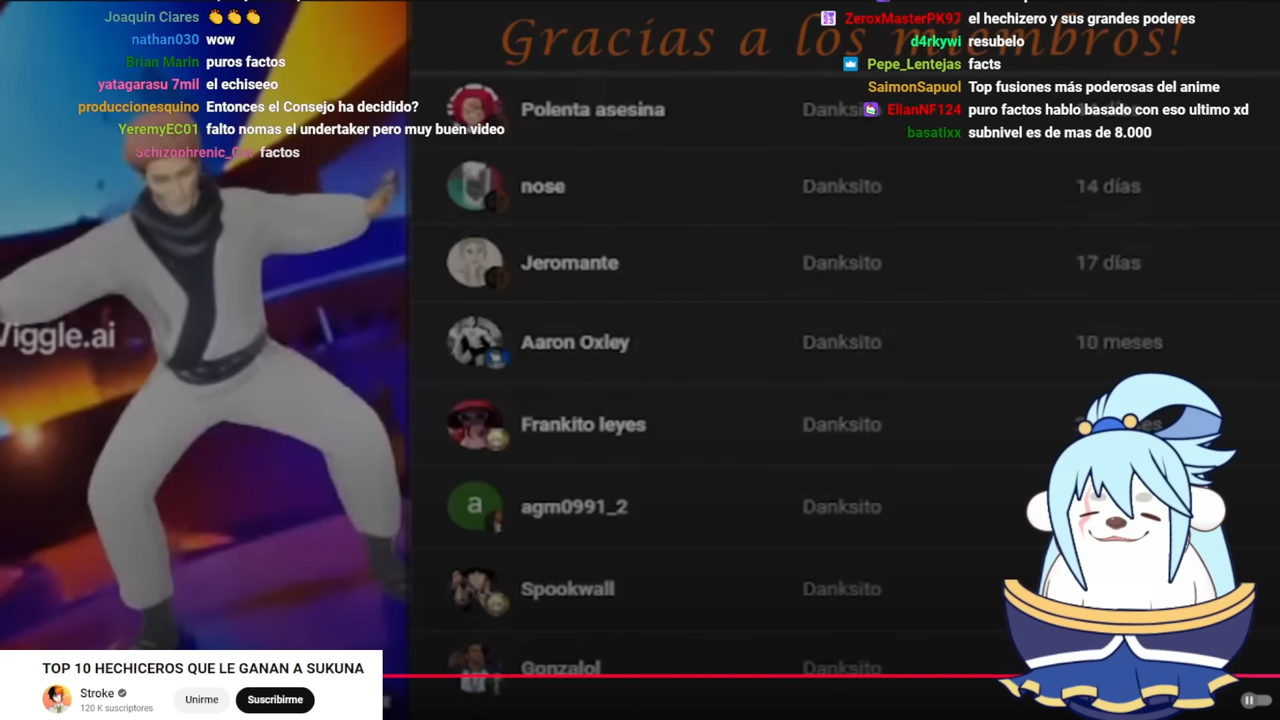 Joaquin Ciares 👏👏👏
nathan030 wow
Brian Marin puros factos
yatagarasu 7mil el echiseeo
produccionesquino Entonces el Consejo ha decidido?
YeremyEC01 falto nomas el undertaker pero muy buen video
factos
Gracias a los miembros!
ZeroxMasterPK97 el hechizero y sus grandes poderes
d4rkywi resubelo
Pepe_Lentejas facts
SaimonSapuol Top fusiones más poderosas del anime
ElianNF124 puro factos hablo basado con eso ultimo xd
basatixx subnivel es de mas de 8.000
Polenta asesina
nose Danksito 14 días
Jeromante Danksito 17 días
Aaron Oxley Danksito 10 meses
Frankito leyes Danksito
a agm0991_2 Danksito
Spookwall Danksito
Gonzalol Danksito
Viggle.ai
TOP 10 HECHICEROS QUE LE GANAN A SUKUNA
Stroke
120 K suscriptores
Unirme
Suscribirme